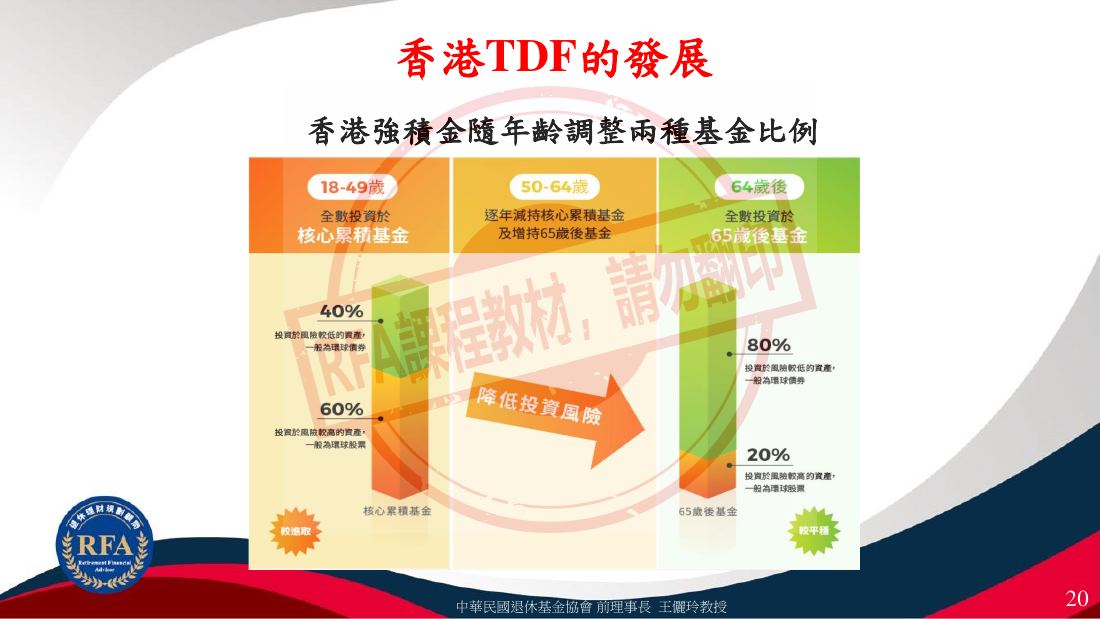 香港TDF的發展
香港強積金隨年齡調整兩種基金比例
18-49歲
全數投資於
核心累積基金
50-64歲
逐年減持核心累積基金
及增持65歲後基金
64歲後
全數投資於
65歲後基金
40%
投資於風險較低的資產,
一般為環球債券
60%
投資於風險較高的資產,
一般為環球股票
核心累積基金
較進取
降低投資風險
80%
投資於風險較低的資產,
一般為環球債券
20%
投資於風險較高的資產,
一般為環球股票
65歲後基金
較平穩
RFA課程教材,請勿翻印
退休理財規劃顧問
RFA
Retirement Financial
Advisor
中華民國退休基金協會 前理事長 王儷玲教授
20